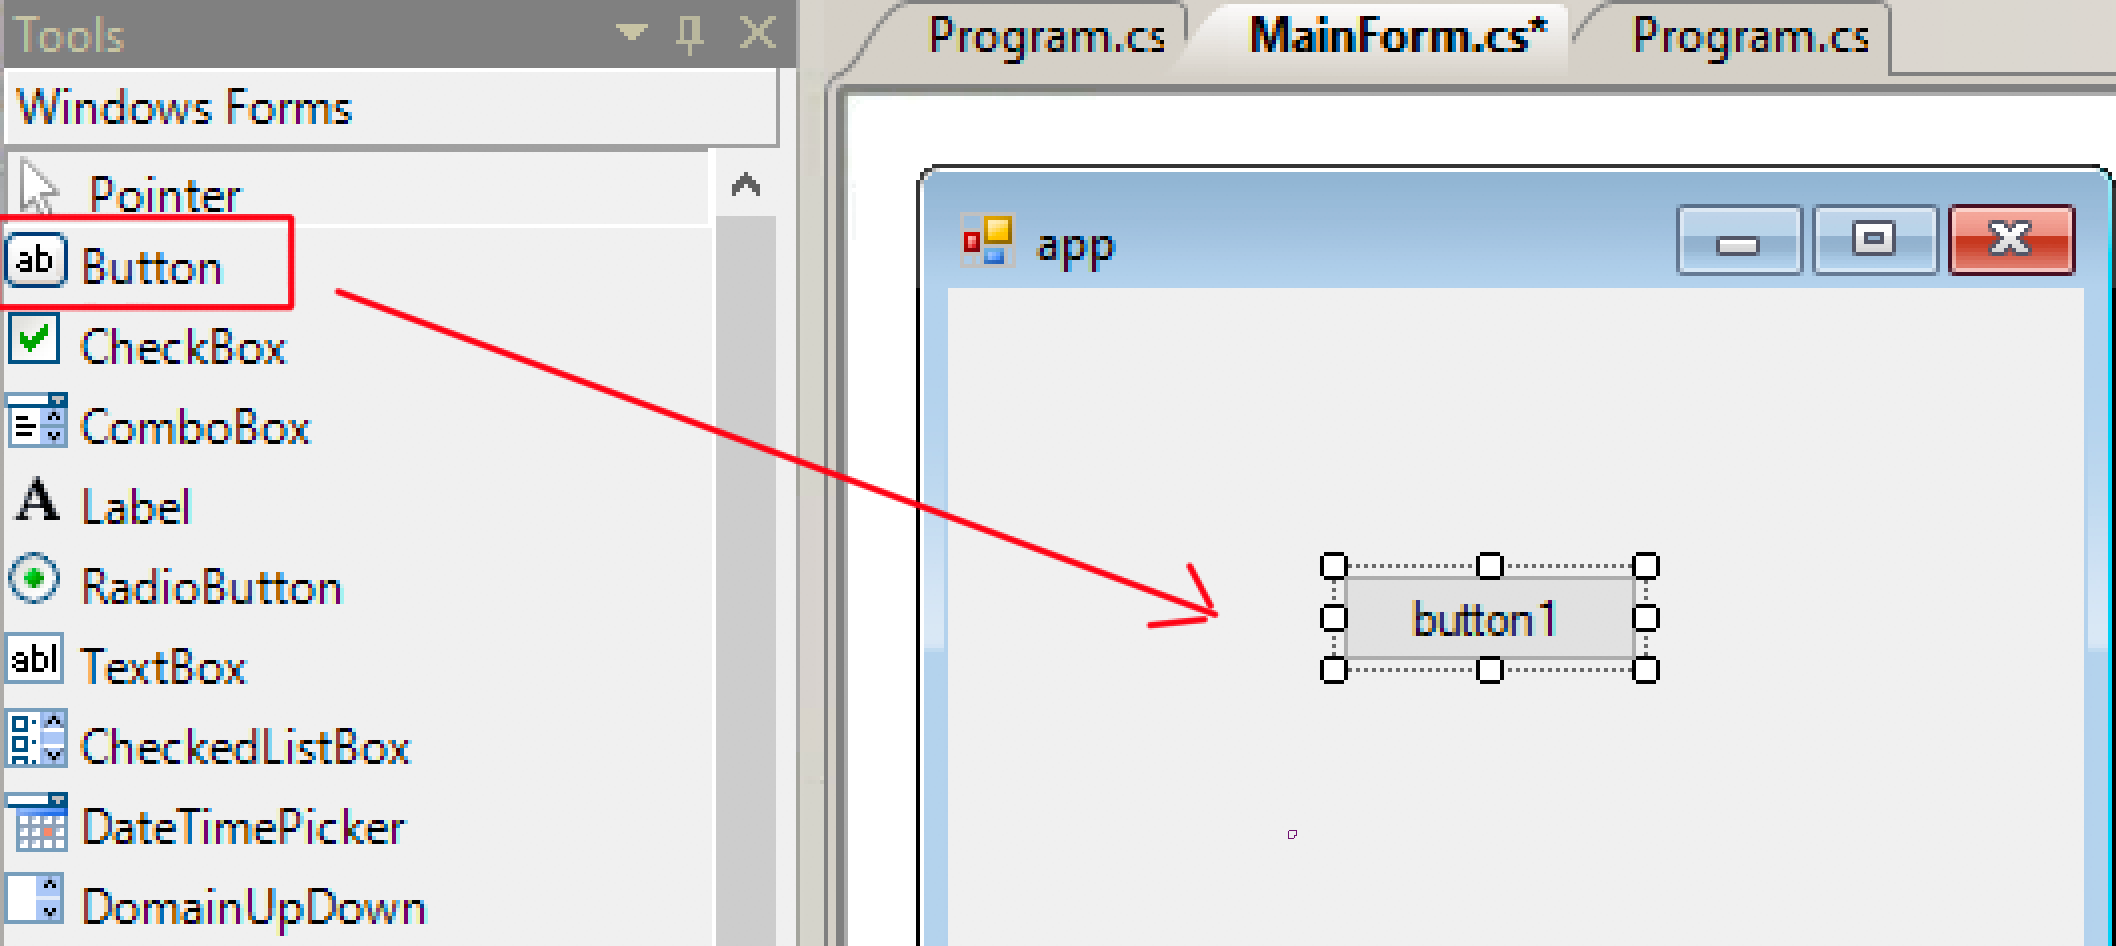 Tools
Windows Forms
Pointer
ab Button
CheckBox
ComboBox
A Label
RadioButton
abl TextBox
CheckedListBox
DateTimePicker
DomainUpDown
Program.cs MainForm.cs* Program.cs
app
button1